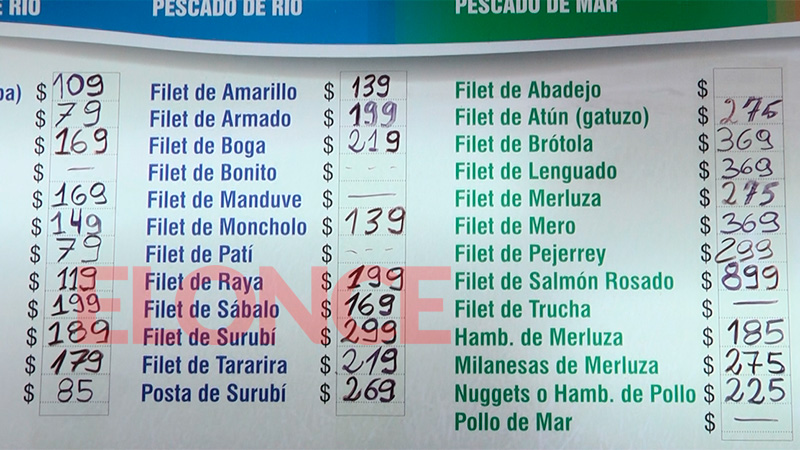 E RIO
pa) $ 109
$ 79
$ 169
$ —
$ 169
$ 149
$ 79
$ 119
$ 199
$ 189
$ 179
$ 85
PESCADO DE RIO
Filet de Amarillo $ 139
Filet de Armado $ 199
Filet de Boga $ 219
Filet de Bonito $ - - -
Filet de Manduve $ —
Filet de Moncholo $ 139
Filet de Patí $ - - -
Filet de Raya $ 199
Filet de Sábalo $ 169
Filet de Surubí $ 299
Filet de Tararira $ 219
Posta de Surubí $ 269
PESCADO DE MAR
Filet de Abadejo $
Filet de Atún (gatuzo) $ 275
Filet de Brótola $ 369
Filet de Lenguado $ 369
Filet de Merluza $ 275
Filet de Mero $ 369
Filet de Pejerrey $ 299
Filet de Salmón Rosado $ 899
Filet de Trucha $ —
Hamb. de Merluza $ 185
Milanesas de Merluza $ 275
Nuggets o Hamb. de Pollo $ 225
Pollo de Mar $ —
ELONCE